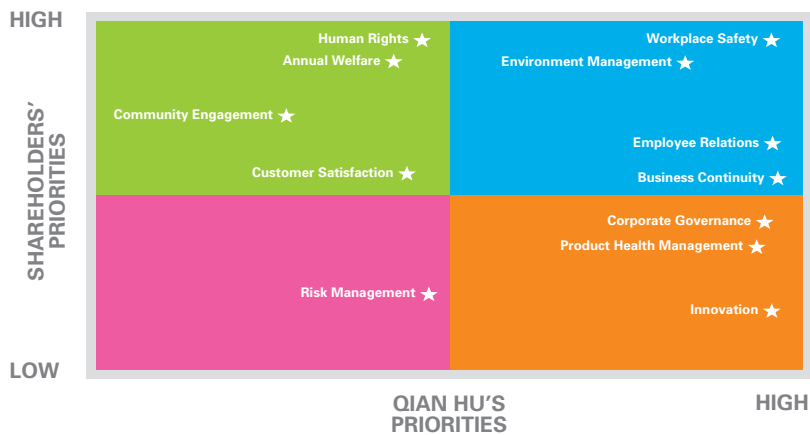 HIGH
Human Rights
Workplace Safety
Annual Welfare
Environment Management
Community Engagement
Employee Relations
Customer Satisfaction
Business Continuity
SHAREHOLDERS'
PRIORITIES
Corporate Governance
Product Health Management
Risk Management
Innovation
LOW
QIAN HU'S
PRIORITIES
HIGH